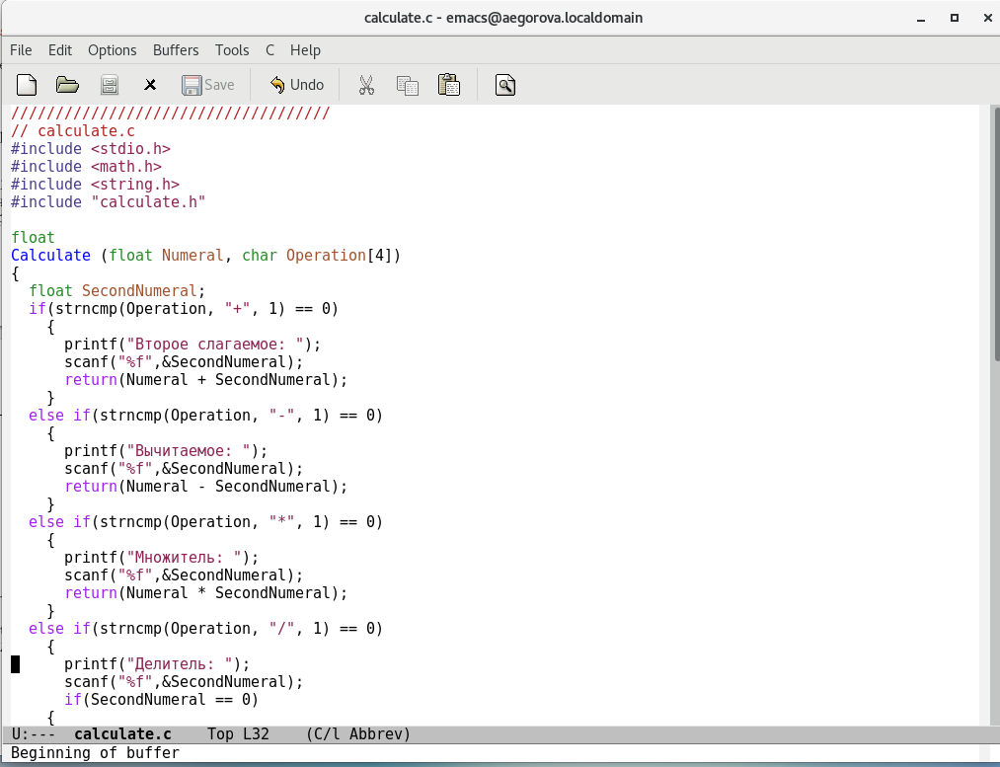 calculate.c - emacs@aegorova.localdomain
File Edit Options Buffers Tools C Help
Save Undo
////////////////////////////////////
// calculate.c
#include <stdio.h>
#include <math.h>
#include <string.h>
#include "calculate.h"
float
Calculate (float Numeral, char Operation[4])
{
float SecondNumeral;
if(strncmp(Operation, "+", 1) == 0)
{
printf("Второе слагаемое: ");
scanf("%f",&SecondNumeral);
return(Numeral + SecondNumeral);
}
else if(strncmp(Operation, "-", 1) == 0)
{
printf("Вычитаемое: ");
scanf("%f",&SecondNumeral);
return(Numeral - SecondNumeral);
}
else if(strncmp(Operation, "*", 1) == 0)
{
printf("Множитель: ");
scanf("%f",&SecondNumeral);
return(Numeral * SecondNumeral);
}
else if(strncmp(Operation, "/", 1) == 0)
{
printf("Делитель: ");
scanf("%f",&SecondNumeral);
if(SecondNumeral == 0)
{
U:--- calculate.c Top L32 (C/l Abbrev)
Beginning of buffer